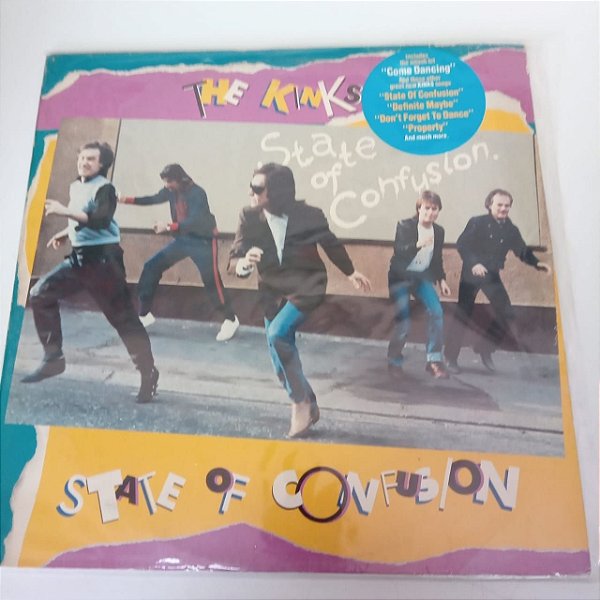 THE KINKS
Includes
the smash hit
"Come Dancing"
And these other
great new KINKS songs
"State Of Confusion"
"Definite Maybe"
"Don't Forget To Dance"
"Property"
And much more.
State
of
Confusion.
STATE OF CONFUSION